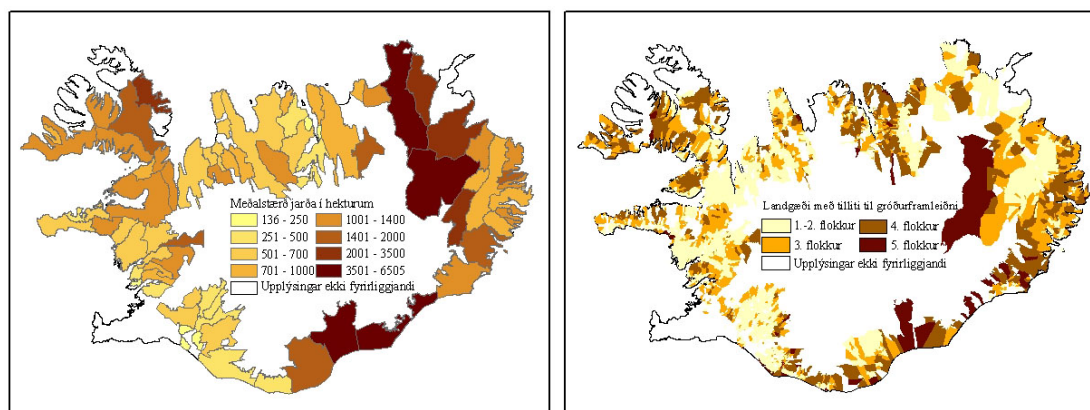 Meðalstærð jarða í hekturum
136 - 250
251 - 500
501 - 700
701 - 1000
1001 - 1400
1401 - 2000
2001 - 3500
3501 - 6505
Upplýsingar ekki fyrirliggjandi
Landgæði með tilliti til gróðurframleiðni
1.-2. flokkur
3. flokkur
4. flokkur
5. flokkur
Upplýsingar ekki fyrirliggjandi